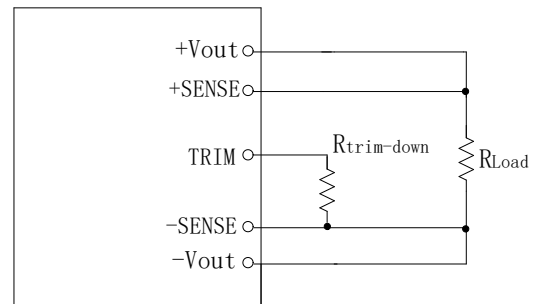 +Vout
+SENSE
TRIM
Rtrim-down
RLoad
-SENSE
-Vout